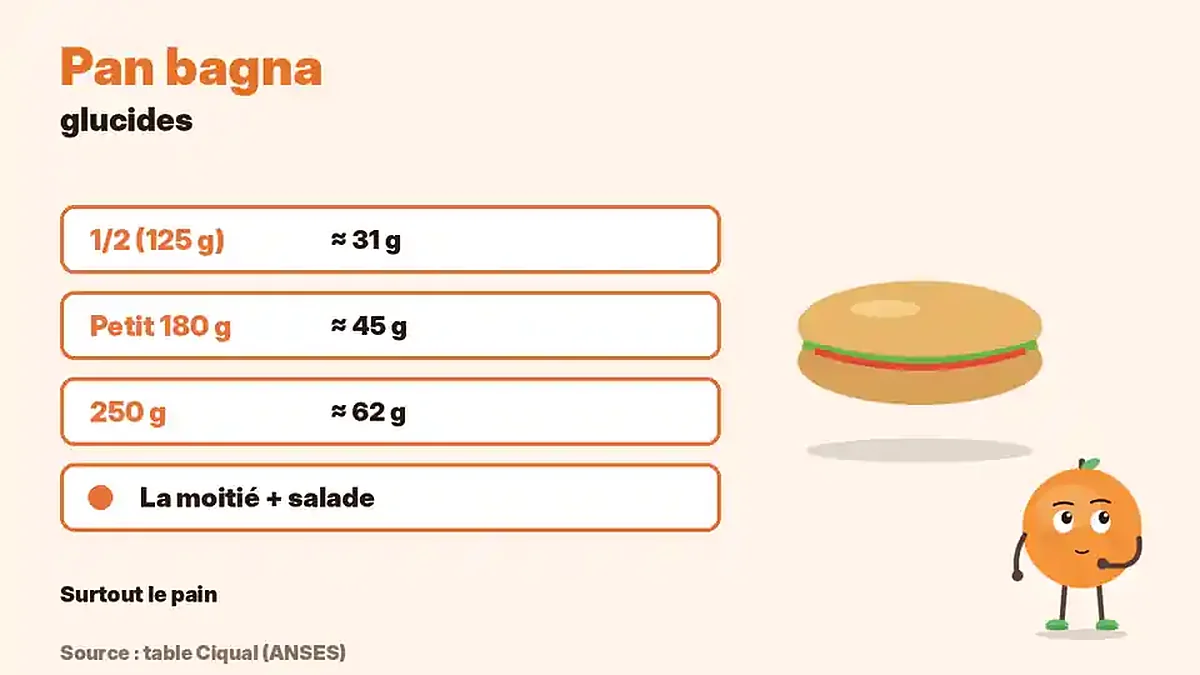 Pan bagna
glucides
1/2 (125 g) ≈ 31 g
Petit 180 g ≈ 45 g
250 g ≈ 62 g
La moitié + salade
Surtout le pain
Source : table Ciqual (ANSES)